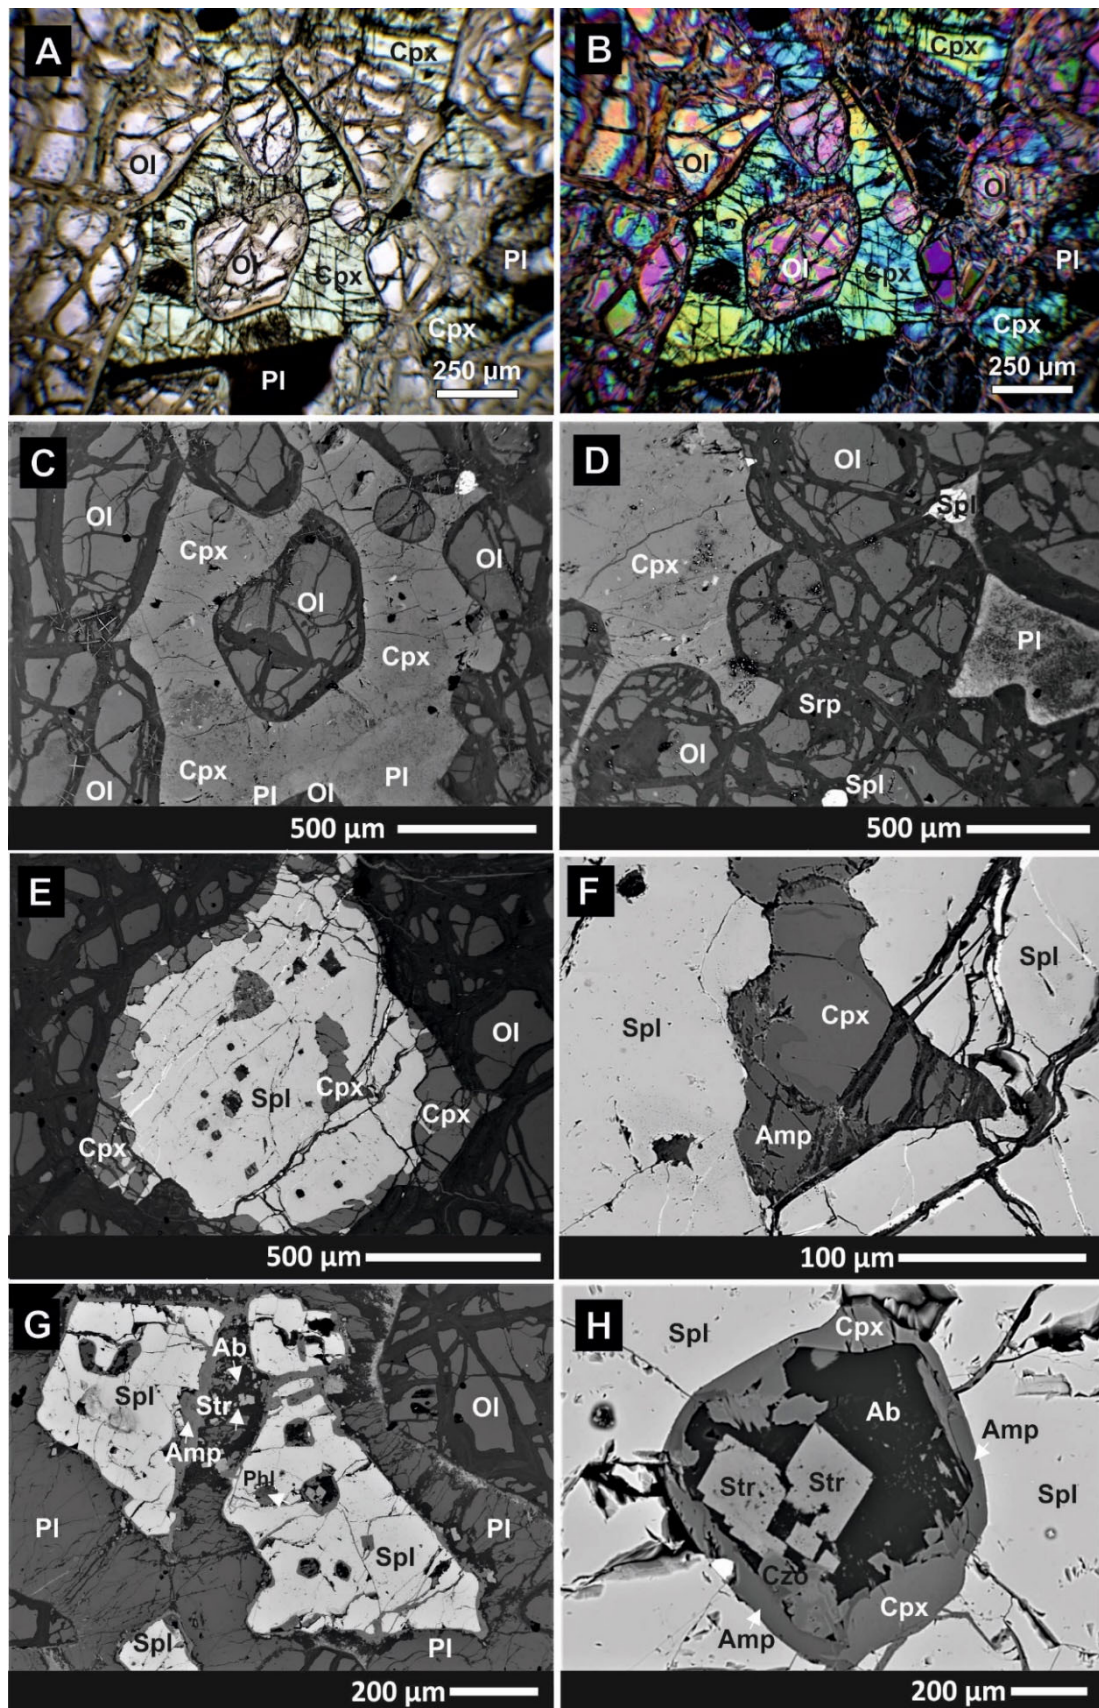 A
Cpx
Ol
Ol
Cpx
Cpx
Pl
250 µm
B
Cpx
Ol
Ol
Ol
Cpx
Pl
Cpx
250 µm
C
Ol
Cpx
Ol
Ol
Cpx
Cpx
Pl
Ol
Pl Ol
500 µm
D
Ol
Spl
Cpx
Pl
Srp
Ol
Spl
500 µm
E
Ol
Spl
Cpx
Cpx
Cpx
500 µm
F
Spl
Cpx
Spl
Amp
100 µm
G
Ab
Spl
Str
Ol
Amp
Phl
Pl
Pl
Spl
Spl
Pl
200 µm
H
Spl
Cpx
Ab
Amp
Str
Str
Spl
Czo
Cpx
Amp
200 µm